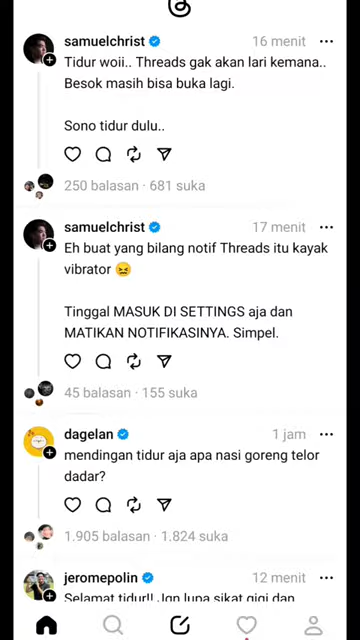 samuelchrist 16 menit
Tidur woii.. Threads gak akan lari kemana..
Besok masih bisa buka lagi.
Sono tidur dulu..
250 balasan · 681 suka
samuelchrist 17 menit
Eh buat yang bilang notif Threads itu kayak
vibrator 😖
Tinggal MASUK DI SETTINGS aja dan
MATIKAN NOTIFIKASINYA. Simpel.
45 balasan · 155 suka
dagelan 1 jam
mendingan tidur aja apa nasi goreng telor
dadar?
1.905 balasan · 1.824 suka
jeromepolin 12 menit
Selamat tidur!! Jgn lupa sikat gigi dan